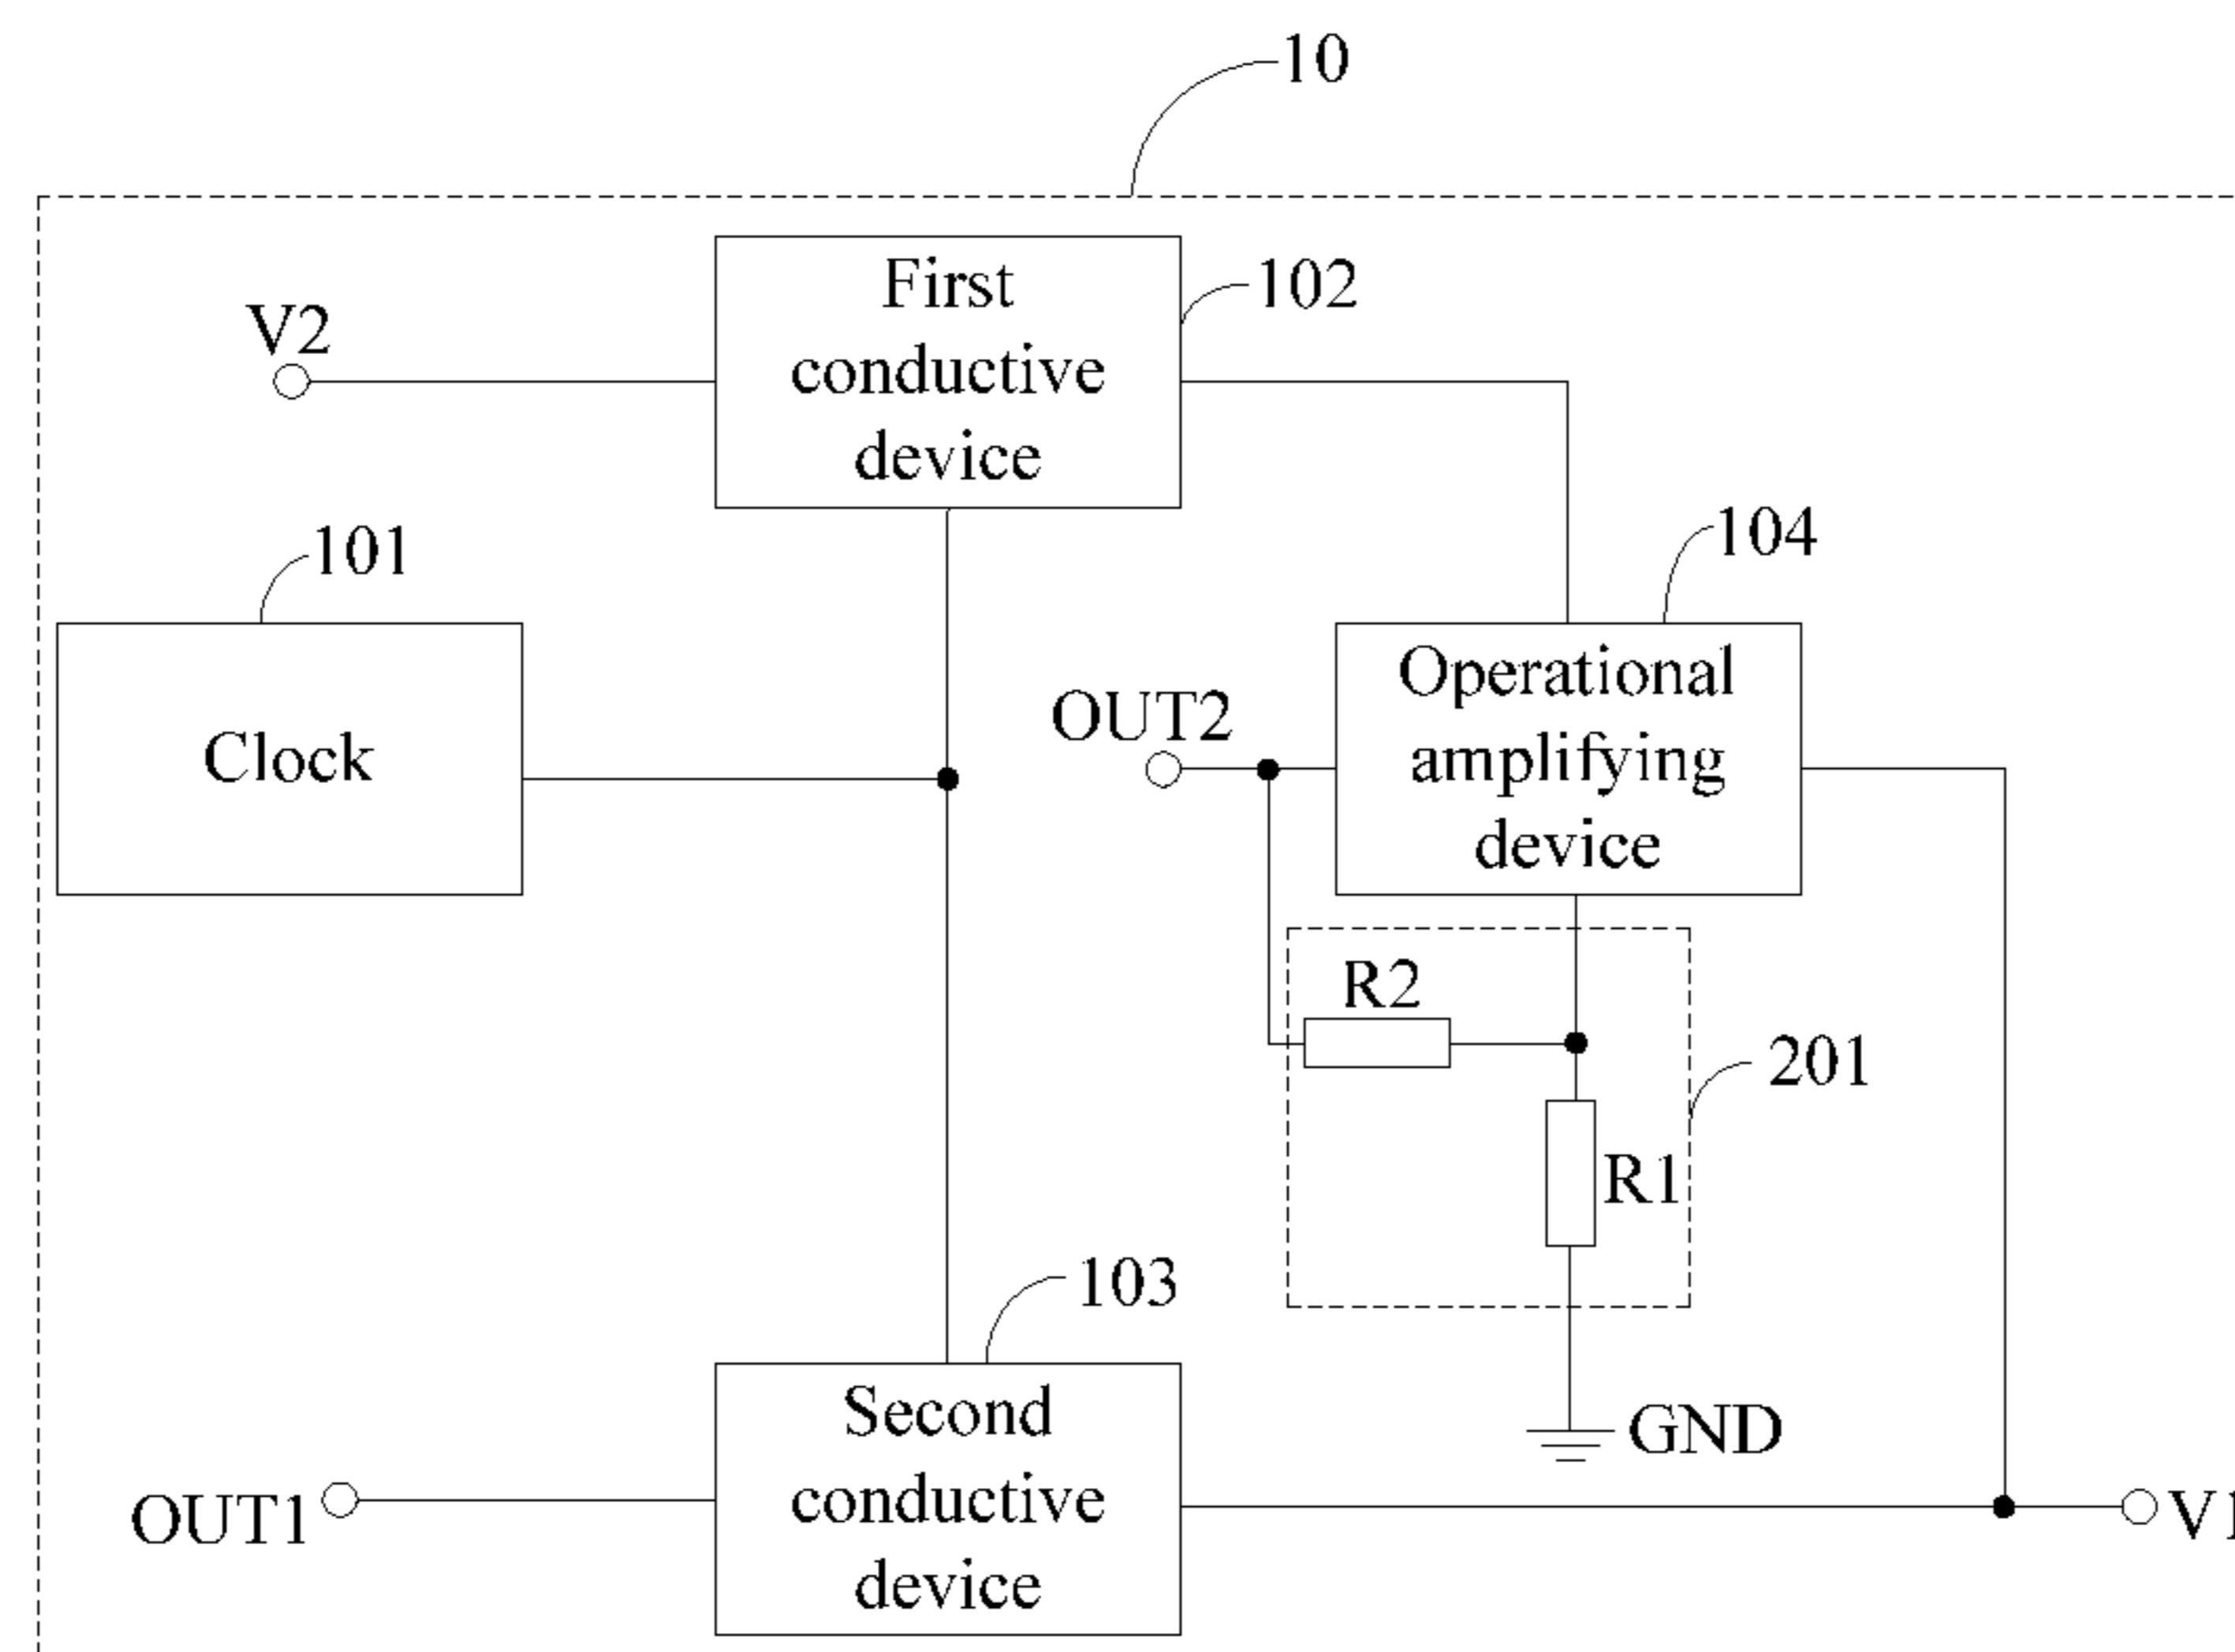 10
First
conductive
device
102
V2
101
104
Clock
OUT2
Operational
amplifying
device
R2
201
R1
103
Second
conductive
device
GND
OUT1
V1